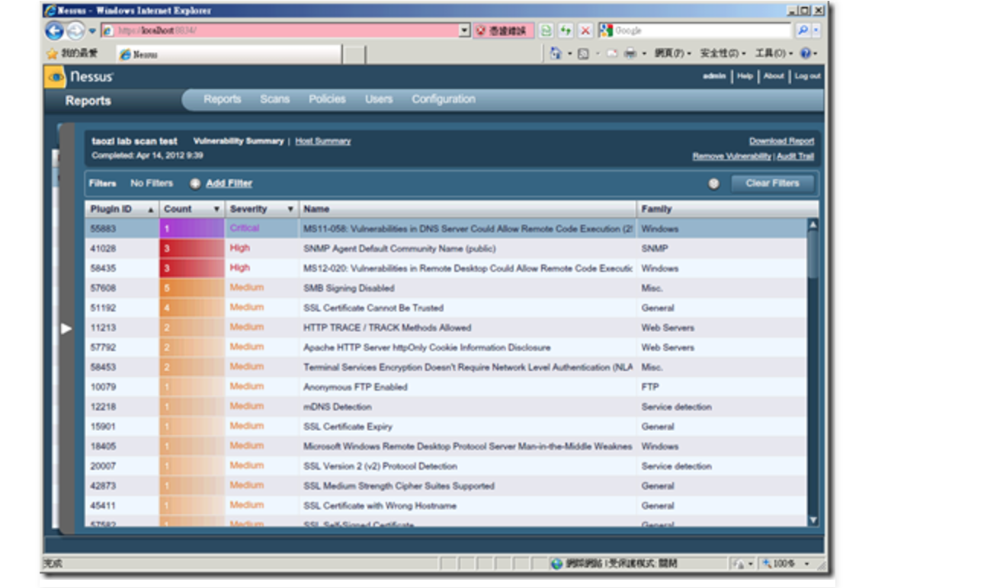 Nessus - Windows Internet Explorer
https://localhost:8834/ 憑證錯誤 Google
我的最愛 Nessus 網頁(P) 安全性(S) 工具(O)
nessus admin | Help | About | Log out
Reports Reports Scans Policies Users Configuration
taozi lab scan test Vulnerability Summary | Host Summary Download Report
Completed: Apr 14, 2012 9:39 Remove Vulnerability | Audit Trail
Filters No Filters Add Filter Clear Filters
Plugin ID Count Severity Name Family
55883 1 Critical MS11-058: Vulnerabilities in DNS Server Could Allow Remote Code Execution (2 Windows
41028 3 High SNMP Agent Default Community Name (public) SNMP
58435 3 High MS12-020: Vulnerabilities in Remote Desktop Could Allow Remote Code Executic Windows
57608 5 Medium SMB Signing Disabled Misc.
51192 4 Medium SSL Certificate Cannot Be Trusted General
11213 2 Medium HTTP TRACE / TRACK Methods Allowed Web Servers
57792 2 Medium Apache HTTP Server httpOnly Cookie Information Disclosure Web Servers
58453 2 Medium Terminal Services Encryption Doesn't Require Network Level Authentication (NLA Misc.
10079 1 Medium Anonymous FTP Enabled FTP
12218 1 Medium mDNS Detection Service detection
15901 1 Medium SSL Certificate Expiry General
18405 1 Medium Microsoft Windows Remote Desktop Protocol Server Man-in-the-Middle Weaknes Windows
20007 1 Medium SSL Version 2 (v2) Protocol Detection Service detection
42873 1 Medium SSL Medium Strength Cipher Suites Supported General
45411 1 Medium SSL Certificate with Wrong Hostname General
57582 1 Medium SSL Self-Signed Certificate General
完成 網際網路 | 受保護模式: 關閉 100%